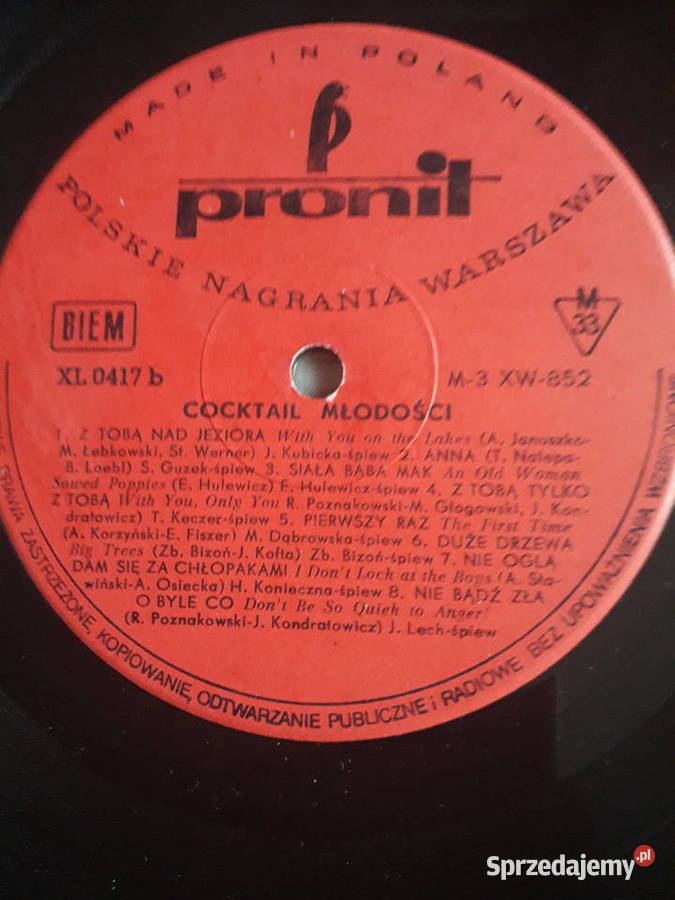 MADE IN POLAND
pronit
POLSKIE NAGRANIA WARSZAWA
BIEM
M
33
XL 0417 b
M-3 XW-852
COCKTAIL MŁODOŚCI
1. Z TOBĄ NAD JEZIORA With You on the Lakes (A. Januszko-
M. Łebkowski, St. Werner) J. Kubicka-śpiew 2. ANNA (T. Nalepa-
B. Loebl) S. Guzek-śpiew 3. SIAŁA BABA MAK An Old Woman
Sowed Poppies (E. Hulewicz) E. Hulewicz-śpiew 4. Z TOBĄ TYLKO
Z TOBĄ With You, Only You R. Poznakowski-M. Głogowski, J. Kon-
dratowicz) T. Keczer-śpiew 5. PIERWSZY RAZ The First Time
(A. Korzyński-E. Fiszer) M. Dąbrowska-śpiew 6. DUŻE DRZEWA
Big Trees (Zb. Bizoń-J. Kofta) Zb. Bizoń-śpiew 7. NIE OGLĄ
DAM SIĘ ZA CHŁOPAKAMI I Don't Lock at the Boys (A. Sła-
wiński-A. Osiecka) H. Konieczna-śpiew 8. NIE BĄDŹ ZŁA
O BYLE CO Don't Be So Quick to Anger!
(R. Poznakowski-J. Kondratowicz) J. Lech-śpiew
PRAWA ZASTRZEŻONE, KOPIOWANIE, ODTWARZANIE PUBLICZNE i RADIOWE BEZ UPOWAŻNIENIA WZBRONIONE
Sprzedajemy.pl